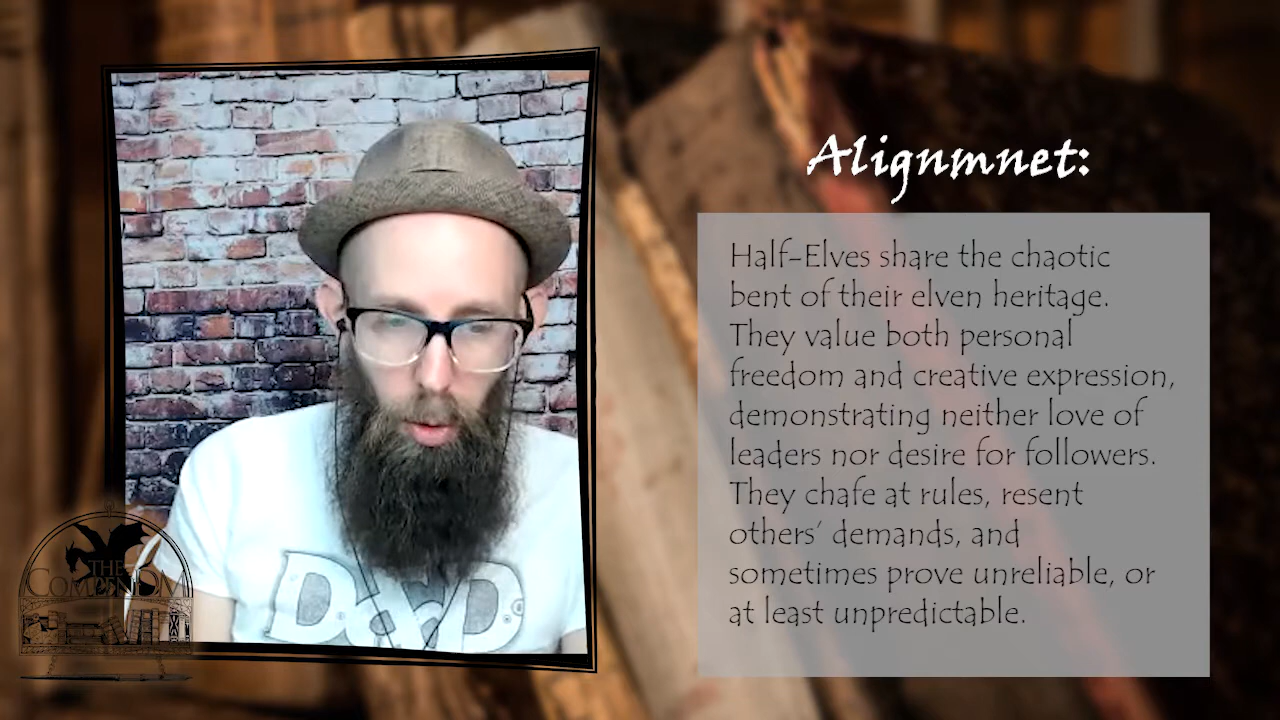 Alignmnet:
Half-Elves share the chaotic
bent of their elven heritage.
They value both personal
freedom and creative expression,
demonstrating neither love of
leaders nor desire for followers.
They chafe at rules, resent
others' demands, and
sometimes prove unreliable, or
at least unpredictable.
D&D
THE
COMPENDM